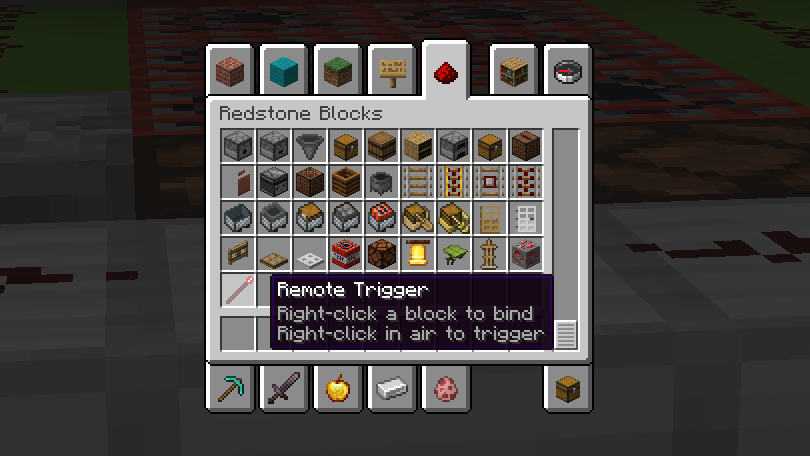 Redstone Blocks
Remote Trigger
Right-click a block to bind
Right-click in air to trigger